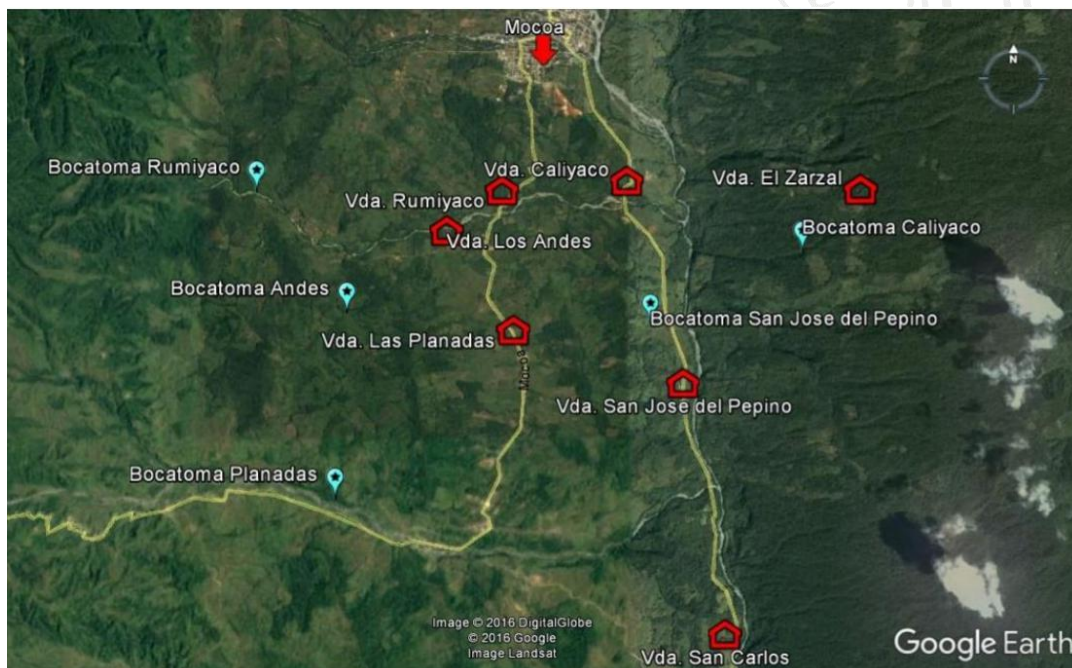 Mocoa
N
Bocatoma Rumiyaco
Vda. Caliyaco
Vda. El Zarzal
Vda. Rumiyaco
Bocatoma Caliyaco
Vda. Los Andes
Bocatoma Andes
Bocatoma San Jose del Pepino
Vda. Las Planadas
Vda. San Jose del Pepino
Bocatoma Planadas
Image © 2016 DigitalGlobe
© 2016 Google
Image Landsat
Google Earth
Vda. San Carlos